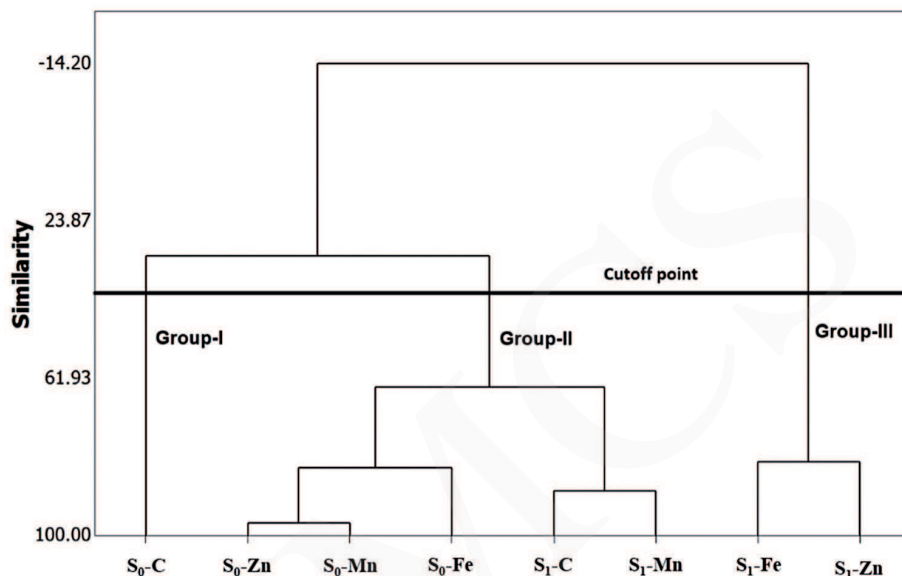 -14.20
23.87
Similarity
Cutoff point
Group-I
Group-II
Group-III
61.93
100.00
S₀-C S₀-Zn S₀-Mn S₀-Fe S₁-C S₁-Mn S₁-Fe S₁-Zn
MCS